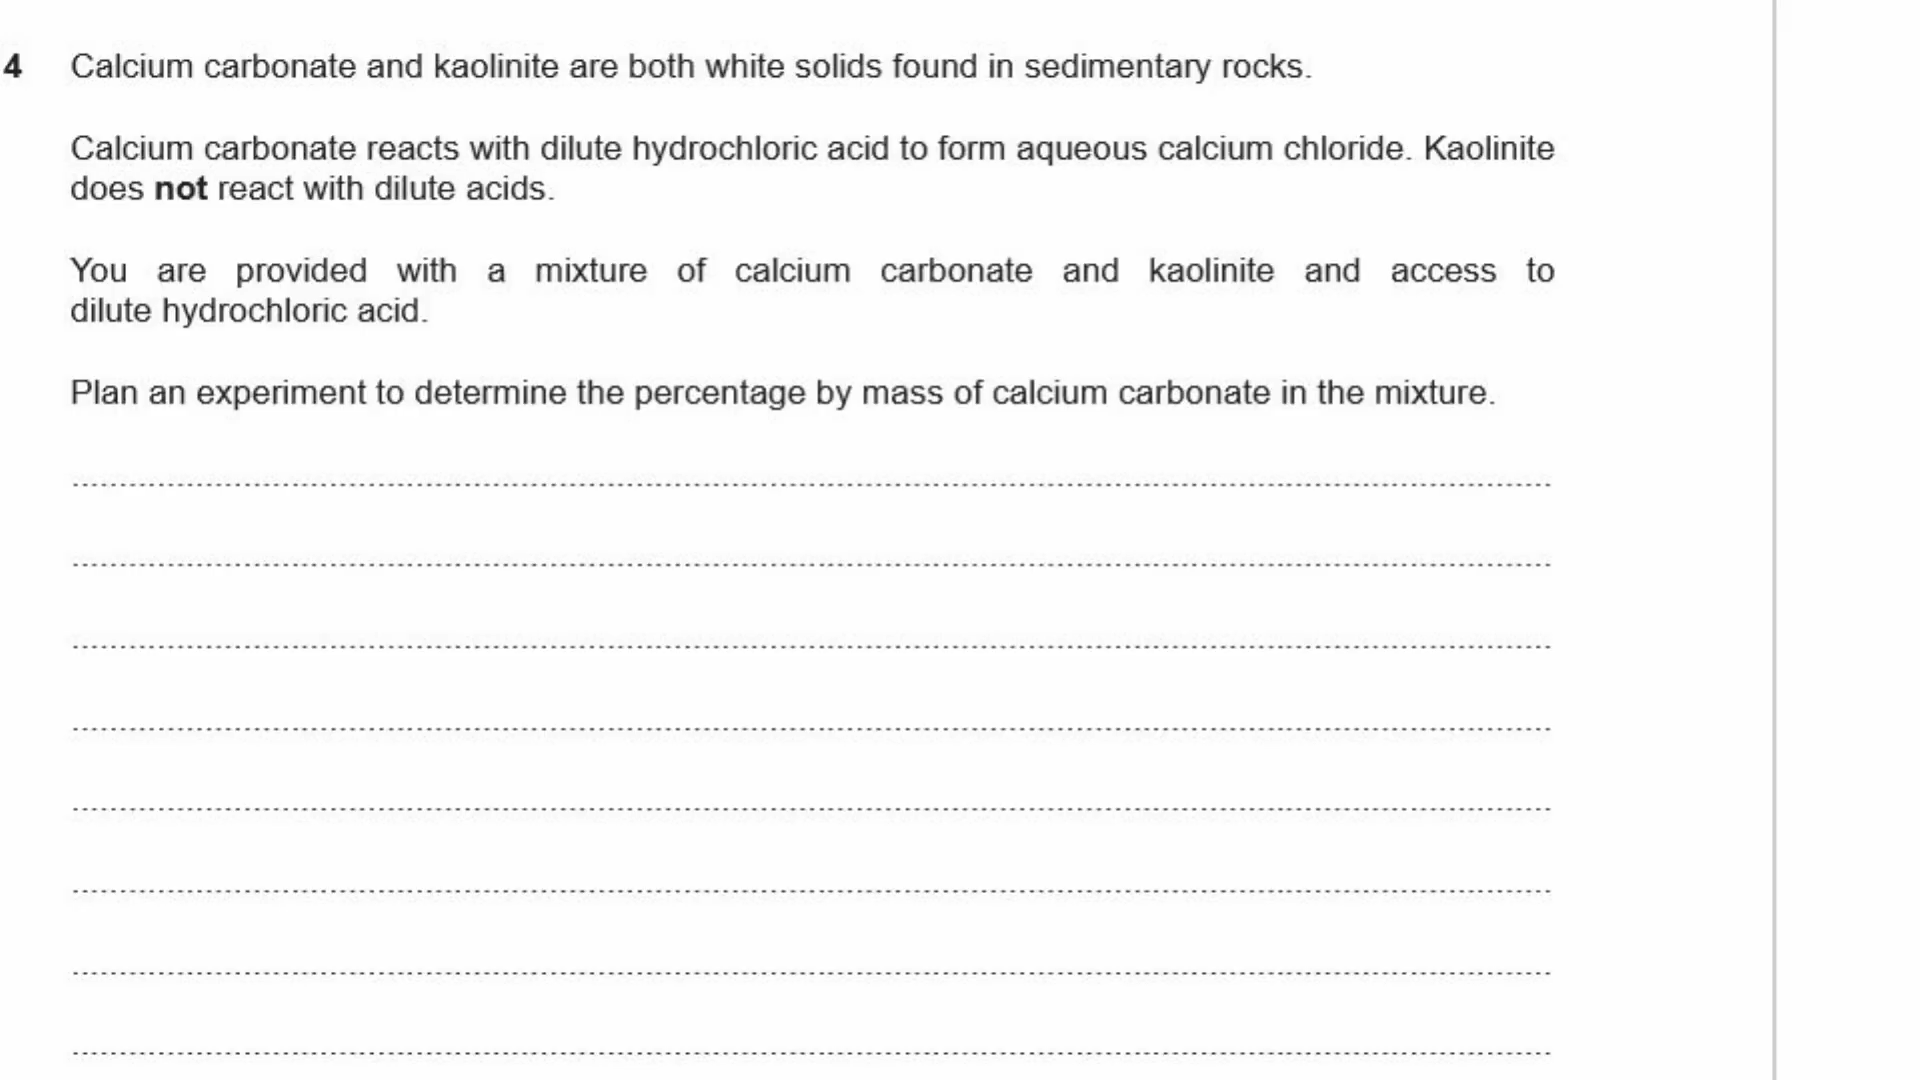 4 Calcium carbonate and kaolinite are both white solids found in sedimentary rocks.
Calcium carbonate reacts with dilute hydrochloric acid to form aqueous calcium chloride. Kaolinite
does not react with dilute acids.
You are provided with a mixture of calcium carbonate and kaolinite and access to
dilute hydrochloric acid.
Plan an experiment to determine the percentage by mass of calcium carbonate in the mixture.